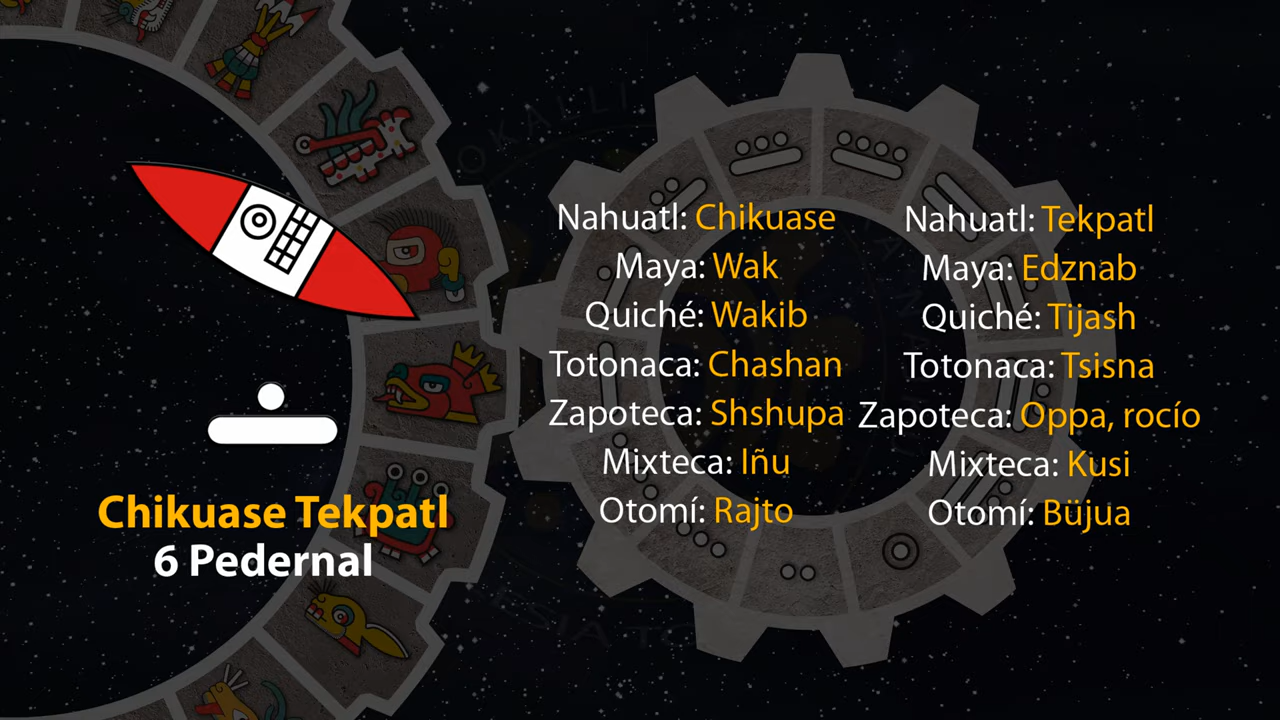 Nahuatl: Chikuase
Maya: Wak
Quiché: Wakib
Totonaca: Chashan
Zapoteca: Shshupa
Mixteca: Iñu
Otomí: Rajto
Nahuatl: Tekpatl
Maya: Edznab
Quiché: Tijash
Totonaca: Tsisna
Zapoteca: Oppa, rocío
Mixteca: Kusi
Otomí: Büjua
Chikuase Tekpatl
6 Pedernal